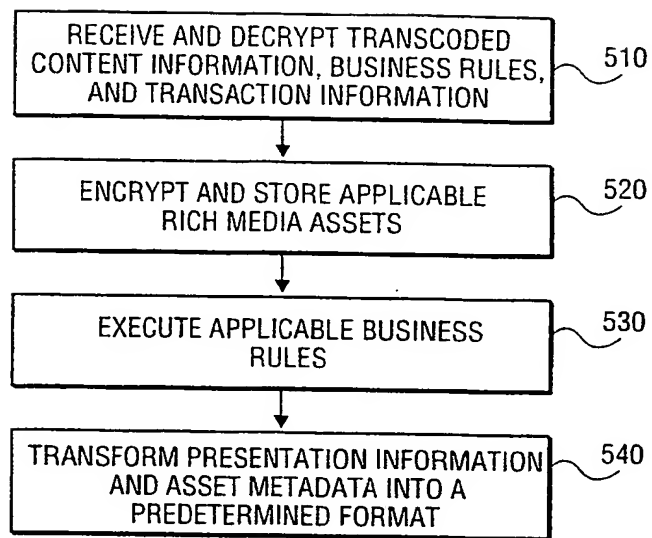 RECEIVE AND DECRYPT TRANSCODED
CONTENT INFORMATION, BUSINESS RULES,
AND TRANSACTION INFORMATION
510
ENCRYPT AND STORE APPLICABLE
RICH MEDIA ASSETS
520
EXECUTE APPLICABLE BUSINESS
RULES
530
TRANSFORM PRESENTATION INFORMATION
AND ASSET METADATA INTO A
PREDETERMINED FORMAT
540